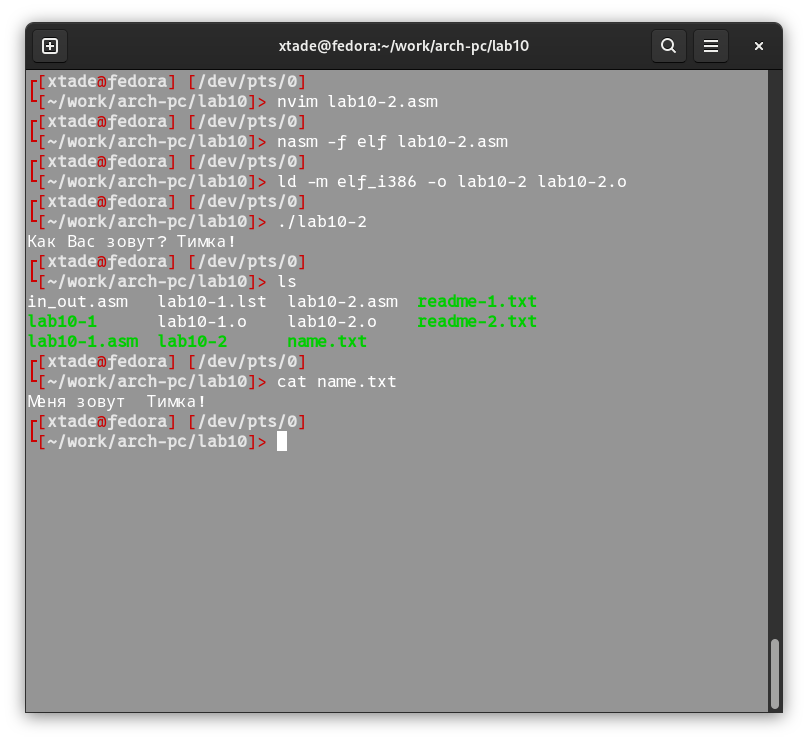 xtade@fedora:~/work/arch-pc/lab10
[xtade@fedora] [/dev/pts/0]
[~/work/arch-pc/lab10]> nvim lab10-2.asm
[xtade@fedora] [/dev/pts/0]
[~/work/arch-pc/lab10]> nasm -f elf lab10-2.asm
[xtade@fedora] [/dev/pts/0]
[~/work/arch-pc/lab10]> ld -m elf_i386 -o lab10-2 lab10-2.o
[xtade@fedora] [/dev/pts/0]
[~/work/arch-pc/lab10]> ./lab10-2
Как Вас зовут? Тимка!
[xtade@fedora] [/dev/pts/0]
[~/work/arch-pc/lab10]> ls
in_out.asm   lab10-1.lst  lab10-2.asm  readme-1.txt
lab10-1      lab10-1.o    lab10-2.o    readme-2.txt
lab10-1.asm  lab10-2      name.txt
[xtade@fedora] [/dev/pts/0]
[~/work/arch-pc/lab10]> cat name.txt
Меня зовут  Тимка!
[xtade@fedora] [/dev/pts/0]
[~/work/arch-pc/lab10]>